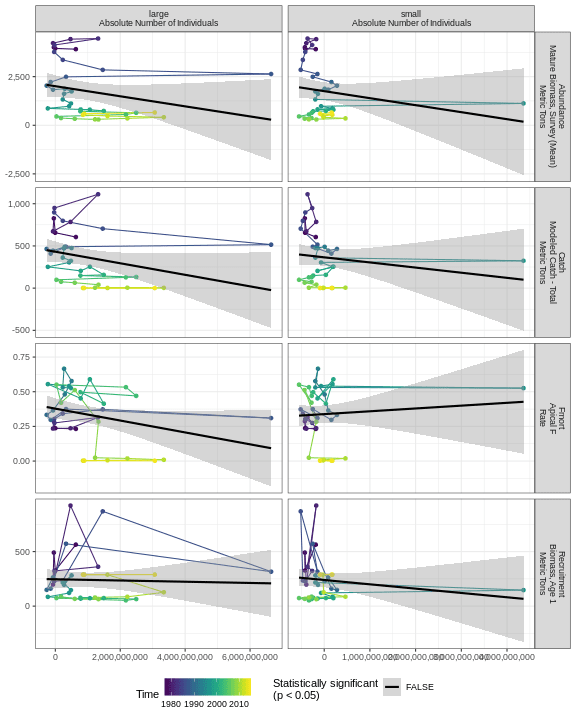 large
Absolute Number of Individuals
small
Absolute Number of Individuals
2,500
0
-2,500
Abundance
Mature Biomass, Survey (Mean)
Metric Tons
1,000
500
0
-500
Catch
Modeled Catch - Total
Metric Tons
0.75
0.50
0.25
0.00
Fmort
Apical F
Rate
500
0
Recruitment
Biomass, Age 1
Metric Tons
0
2,000,000,000
4,000,000,000
6,000,000,000
0
1,000,000,000
2,000,000,000
3,000,000,000
4,000,000,000
Time
1980 1990 2000 2010
Statistically significant
(p < 0.05)
FALSE